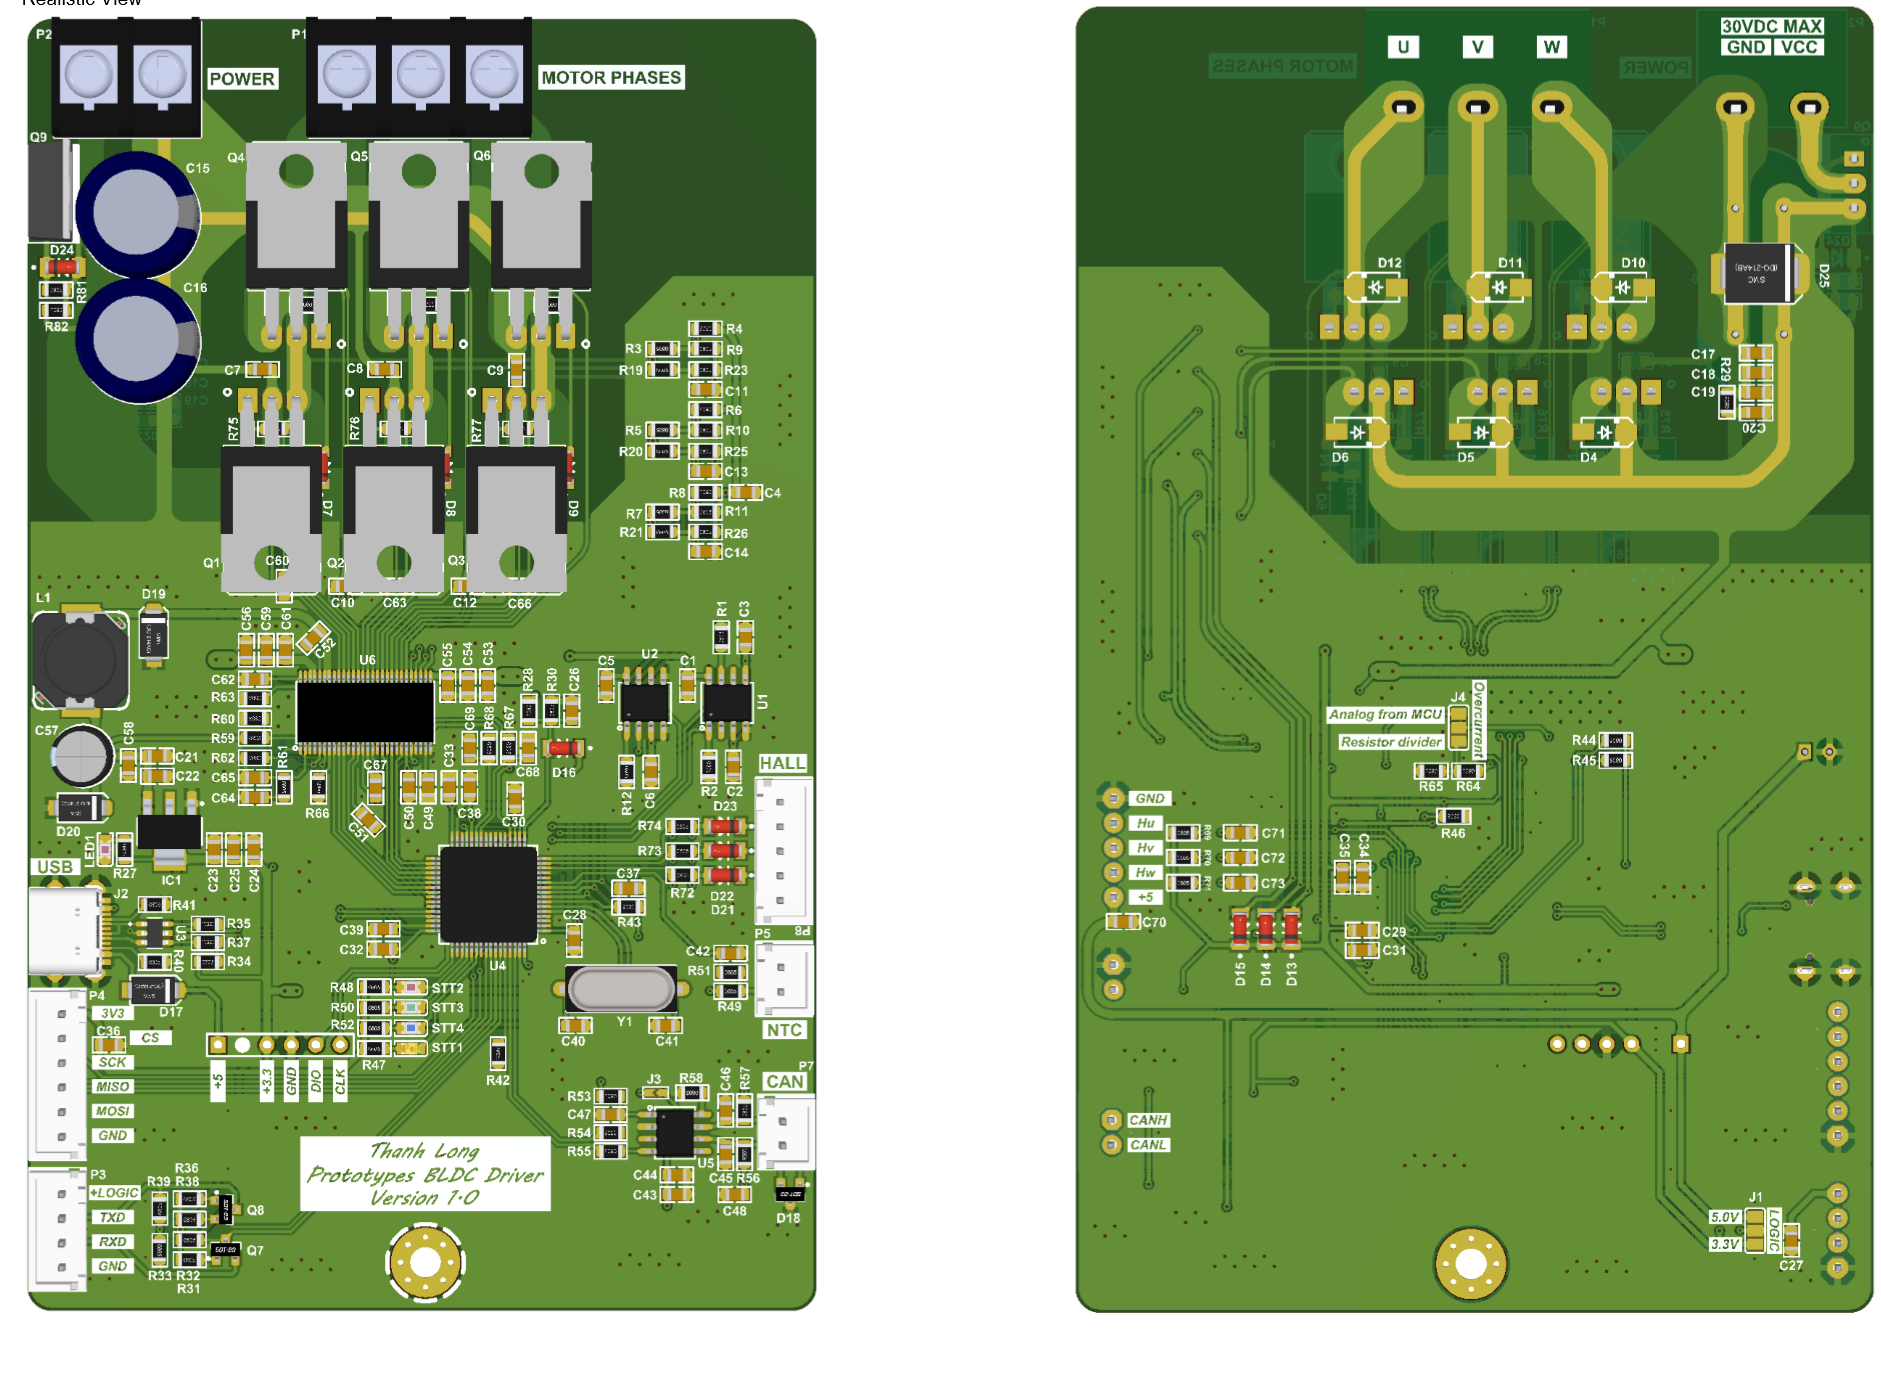 Realistic View
P2
POWER
P1
MOTOR PHASES
Q9
C15
Q4
Q5
Q6
D24
R81
R82
C16
C7
C8
C9
R75
R76
R77
D7
D8
D9
Q1
C60
Q2
Q3
C10
C63
C12
C66
R4
R3
R9
R19
R23
C11
R6
R5
R10
R20
R25
C13
R8
C4
R7
R11
R21
R26
C14
L1
D19
C56
C59
C61
C52
U6
C55
C54
C53
C62
R63
R60
R59
R62
C65
C64
R61
R66
C67
C51
C50
C49
C33
C38
C69
R68
R67
C68
R28
R30
C26
D16
C30
C5
U2
C1
R1
C3
U1
R12
C6
R2
C2
C57
C58
C21
C22
D20
LED1
R27
IC1
C23
C25
C24
HALL
D23
R74
R73
R72
D22
D21
P8
USB
J2
R41
U3
R35
R37
R34
R40
D17
C39
C32
U4
C37
R43
C28
P5
C42
R51
R49
NTC
P4
3V3
C36
CS
SCK
MISO
MOSI
GND
+5
+3.3
GND
DIO
CLK
R48
STT2
R50
STT3
R52
STT4
R47
STT1
R42
Y1
C40
C41
CAN
P7
J3
R58
C46
R57
R53
C47
R54
R55
U5
C44
C43
C45
R56
C48
D18
Thanh Long
Prototypes BLDC Driver
Version 1.0
P3
+LOGIC
TXD
RXD
GND
R39
R36
R38
Q8
Q7
R33
R32
R31
U
V
W
30VDC MAX
GND
VCC
MOTOR PHASES
POWER
D12
D11
D10
D25
SMC
(DO-214AB)
C17
C18
C19
C20
R29
D6
D5
D4
J4
Overcurrent
Analog from MCU
Resistor divider
R65
R64
R44
R45
R46
GND
Hu
Hv
Hw
+5
R69
R70
R71
C71
C72
C73
C70
C35
C34
C29
C31
D15
D14
D13
CANH
CANL
J1
5.0V
3.3V
LOGIC
C27